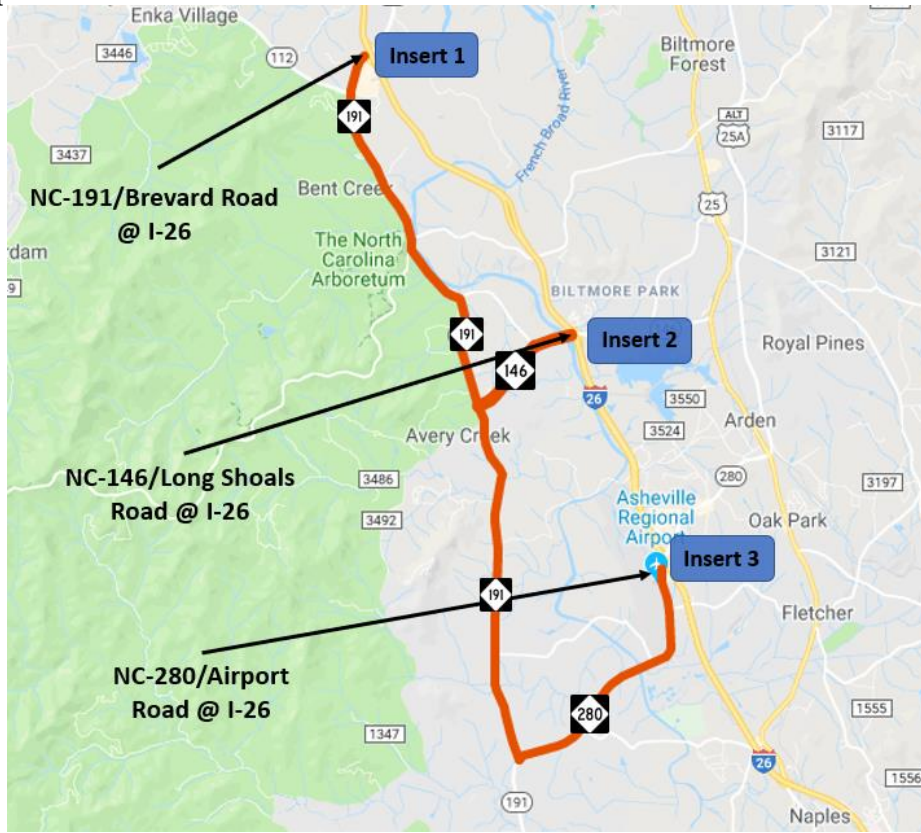 Enka Village
3446
112
Insert 1
Biltmore
Forest
ALT
25A
3117
191
French Broad River
3437
Bent Creek
25
NC-191/Brevard Road
@ I-26
The North
Carolina
Arboretum
3121
rdam
9
BILTMORE PARK
191
Insert 2
Royal Pines
146
26
3550
Arden
3524
Avery Creek
NC-146/Long Shoals
Road @ I-26
3486
280
3197
3492
Asheville
Regional
Airport
Oak Park
Insert 3
191
Fletcher
NC-280/Airport
Road @ I-26
280
1555
1347
26
1556
191
Naples